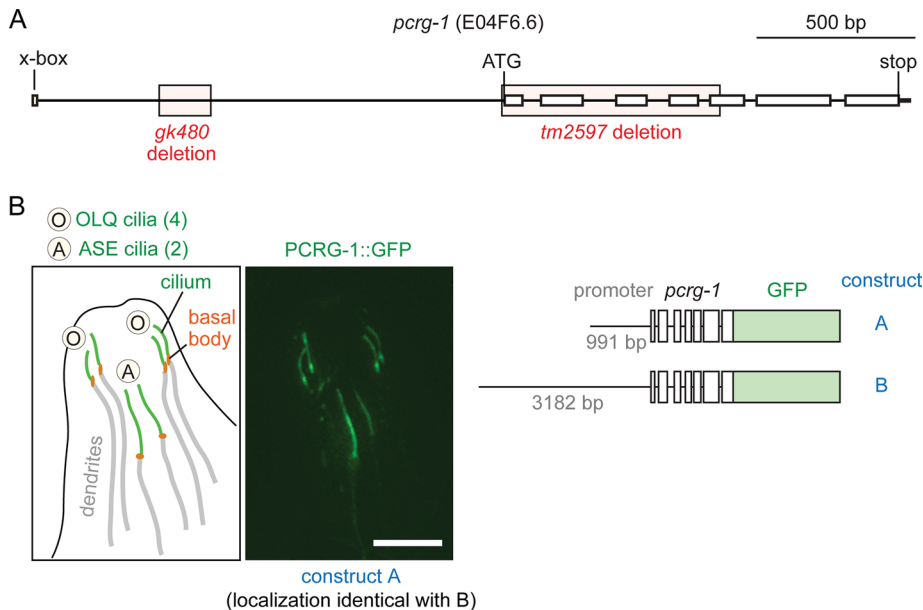 A
pcrg-1 (E04F6.6)
500 bp
x-box
ATG
stop
gk480
deletion
tm2597 deletion
B
O OLQ cilia (4)
A ASE cilia (2)
PCRG-1::GFP
cilium
basal
body
O
O
A
dendrites
construct A
(localization identical with B)
promoter pcrg-1 GFP construct
991 bp
A
3182 bp
B